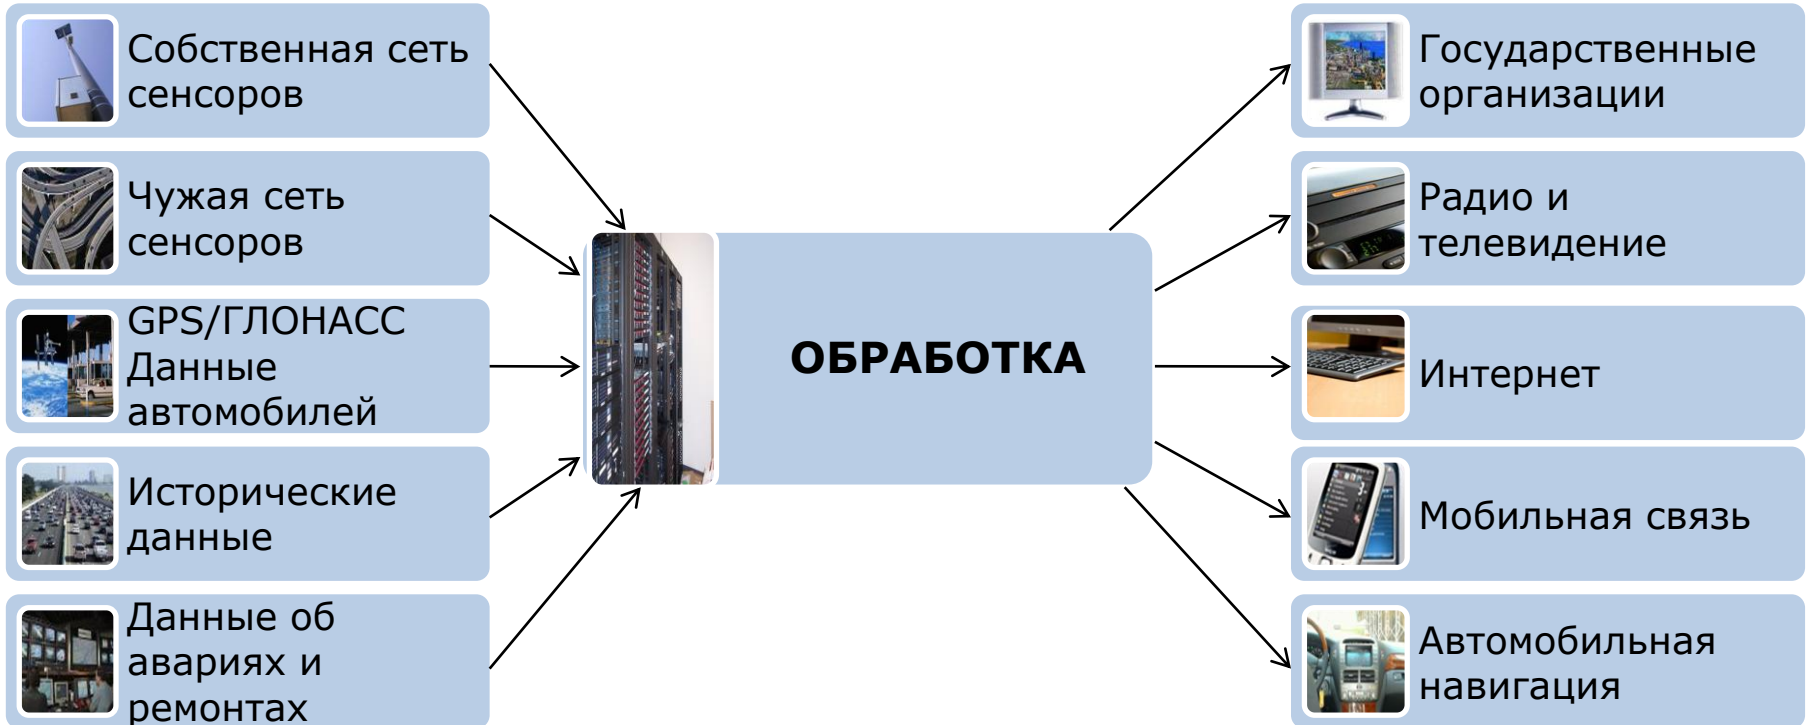 Собственная сеть
сенсоров
Чужая сеть
сенсоров
GPS/ГЛОНАСС
Данные
автомобилей
Исторические
данные
Данные об
авариях и
ремонтах
ОБРАБОТКА
Государственные
организации
Радио и
телевидение
Интернет
Мобильная связь
Автомобильная
навигация